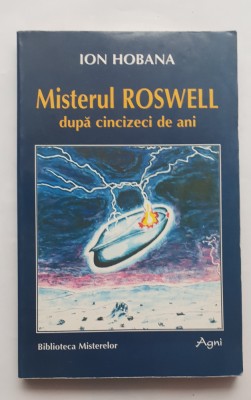 ION HOBANA
Misterul ROSWELL
după cincizeci de ani
Biblioteca Misterelor
Agni